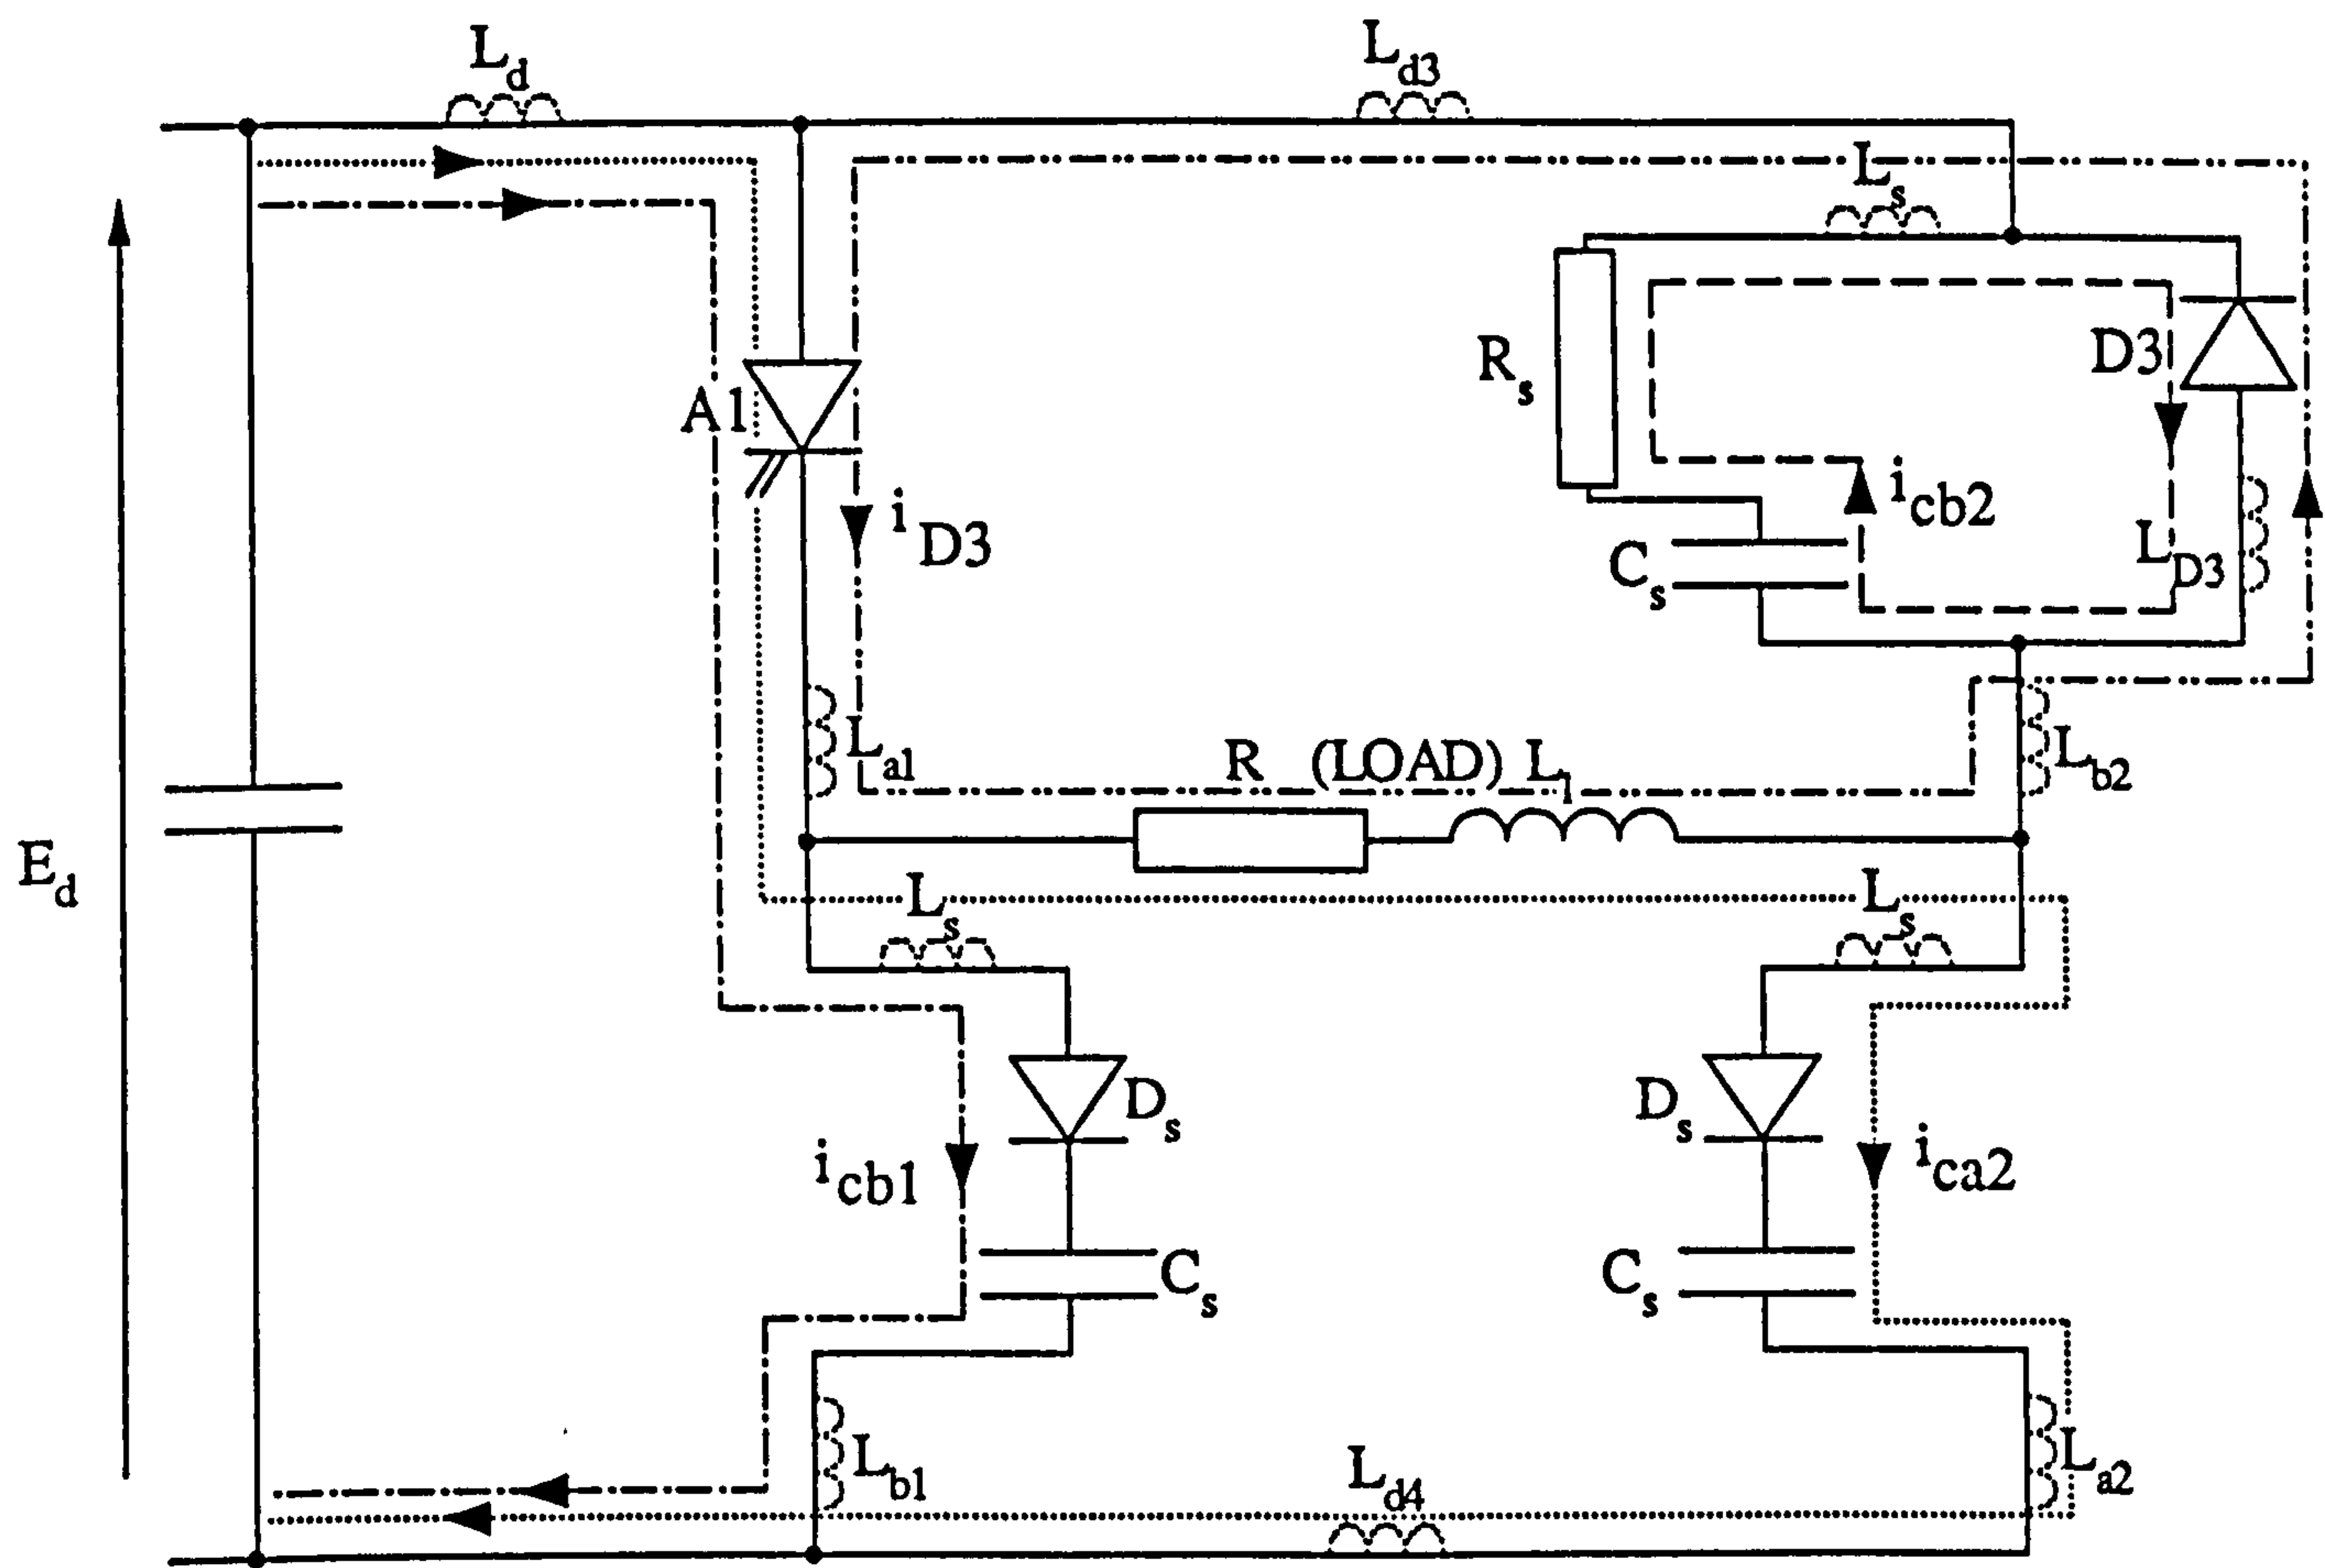 L_d
L_d3
L_s
A1
R_s
D3
i_D3
i_cb2
C_s
L_D3
L_a1
R (LOAD) L_l
L_b2
E_d
L_s
L_s
D_s
D_s
i_cb1
i_ca2
C_s
C_s
L_b1
L_d4
L_a2